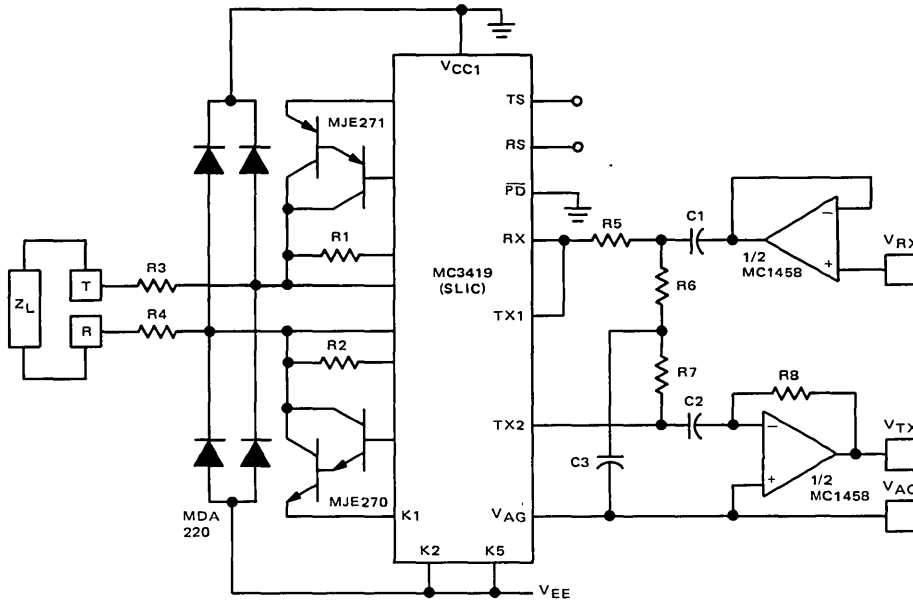 VCC1
MJE271
TS
RS
PD
RX
R5
C1
−
+
1/2
MC1458
VRX
R1
MC3419
(SLIC)
R6
ZL
T
R3
R
R4
TX1
R2
R7
R8
C2
TX2
−
+
VTX
C3
1/2
MC1458
VAG
MJE270
MDA
220
K1
VAG
K2
K5
VEE